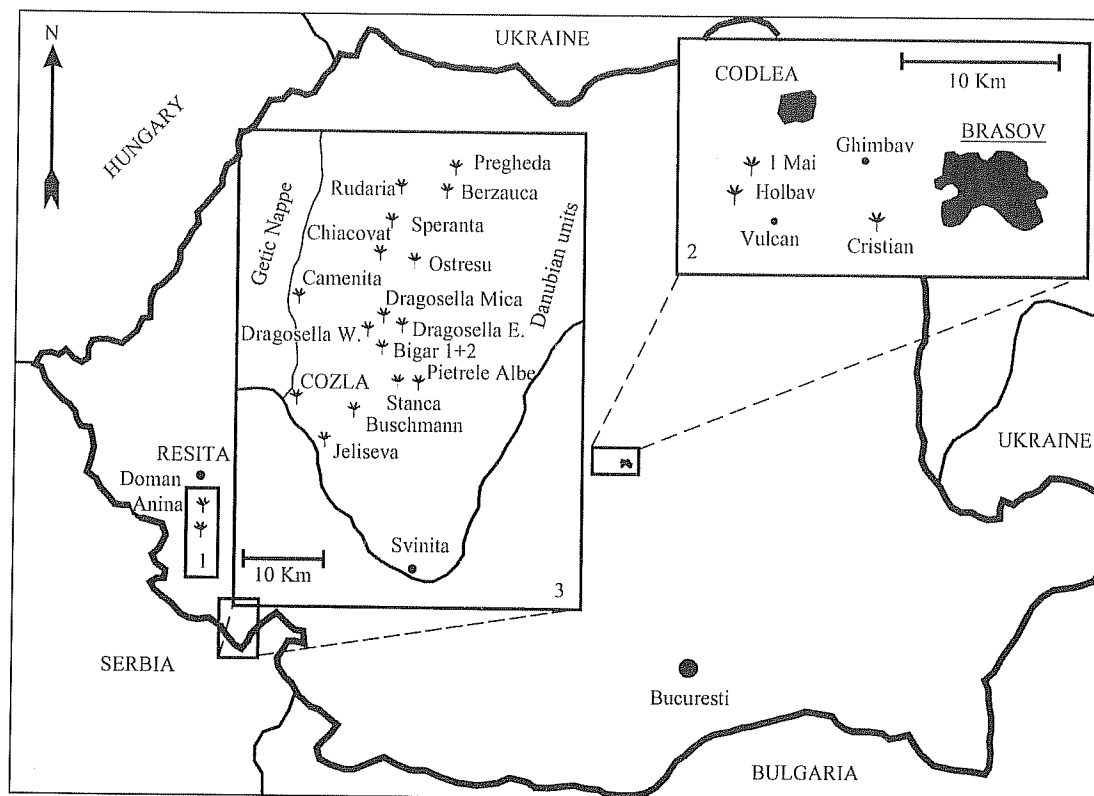 N
UKRAINE
HUNGARY
CODLEA
10 Km
BRASOV
Ghimbav
I Mai
Holbav
Vulcan
Cristian
2
Getic Nappe
Danubian units
Pregheda
Rudaria
Berzauca
Speranta
Chiacovat
Ostresu
Camenita
Dragosella Mica
Dragosella W.
Dragosella E.
Bigar 1+2
Pietrele Albe
COZLA
Stanca
Buschmann
Jeliseva
Svinita
10 Km
3
RESITA
Doman
Anina
1
UKRAINE
SERBIA
Bucuresti
BULGARIA